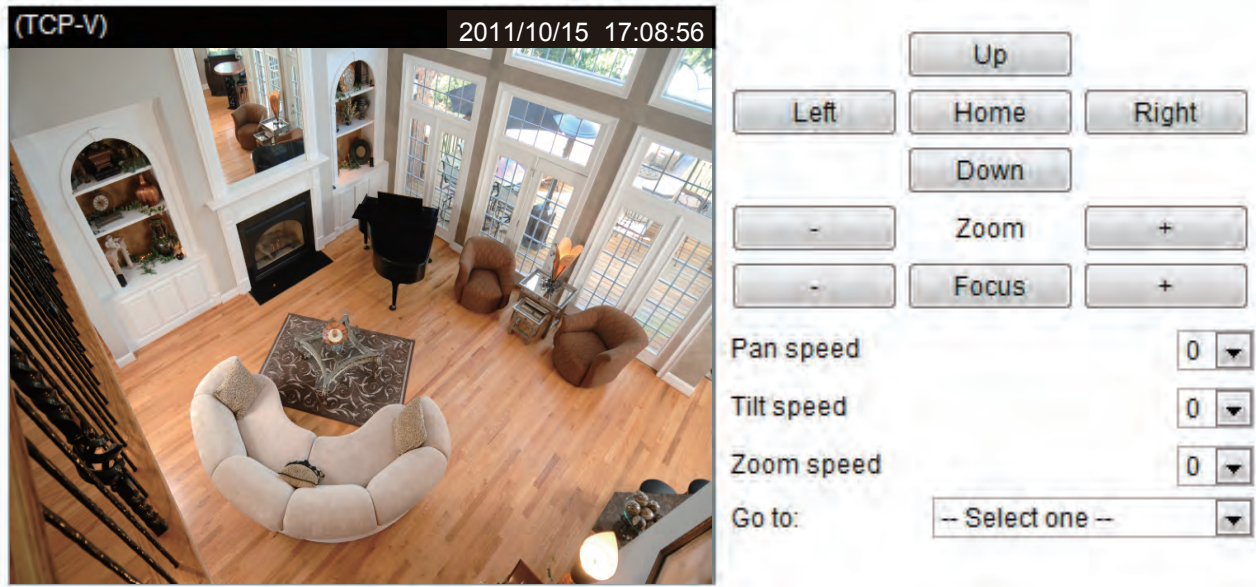 (TCP-V) 2011/10/15 17:08:56
Up
Left Home Right
Down
- Zoom +
- Focus +
Pan speed 0
Tilt speed 0
Zoom speed 0
Go to: -- Select one --